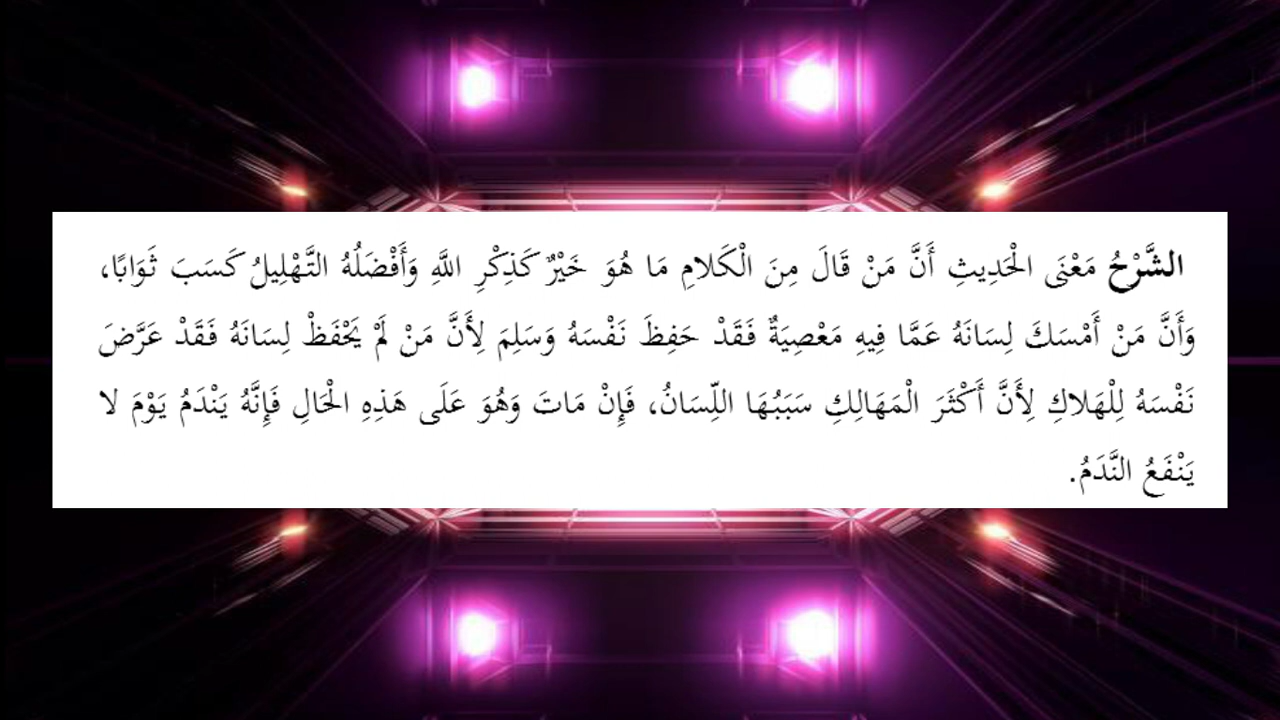 الشَّرْحُ مَعْنَى الْحَدِيثِ أَنَّ مَنْ قَالَ مِنَ الْكَلامِ مَا هُوَ خَيْرٌ كَذِكْرِ اللَّهِ وَأَفْضَلُهُ التَّهْلِيلُ كَسَبَ ثَوَابًا،
وَأَنَّ مَنْ أَمْسَكَ لِسَانَهُ عَمَّا فِيهِ مَعْصِيَةٌ فَقَدْ حَفِظَ نَفْسَهُ وَسَلِمَ لِأَنَّ مَنْ لَمْ يَحْفَظْ لِسَانَهُ فَقَدْ عَرَّضَ
نَفْسَهُ لِلْهَلاكِ لِأَنَّ أَكْثَرَ الْمَهَالِكِ سَبَبُهَا اللِّسَانُ، فَإِنْ مَاتَ وَهُوَ عَلَى هَذِهِ الْحَالِ فَإِنَّهُ يَنْدَمُ يَوْمَ لا
يَنْفَعُ النَّدَمُ.